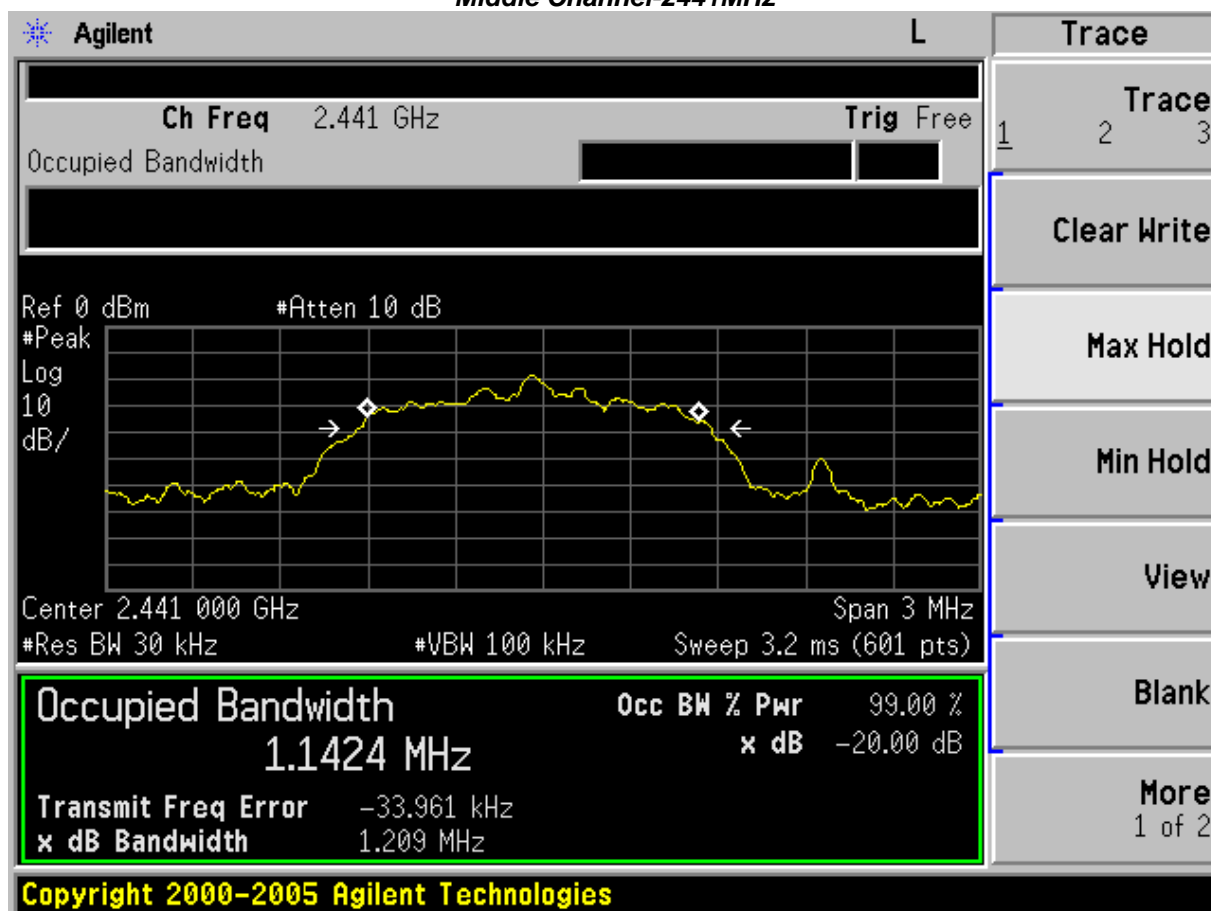 Middle Channel-2441MHz
Agilent L Trace
Ch Freq 2.441 GHz Trig Free
Occupied Bandwidth
Trace
1 2 3
Clear Write
Max Hold
Min Hold
View
Blank
More
1 of 2
Ref 0 dBm #Atten 10 dB
#Peak
Log
10
dB/
Center 2.441 000 GHz Span 3 MHz
#Res BW 30 kHz #VBW 100 kHz Sweep 3.2 ms (601 pts)
Occupied Bandwidth Occ BW % Pwr 99.00 %
1.1424 MHz x dB -20.00 dB
Transmit Freq Error -33.961 kHz
x dB Bandwidth 1.209 MHz
Copyright 2000-2005 Agilent Technologies